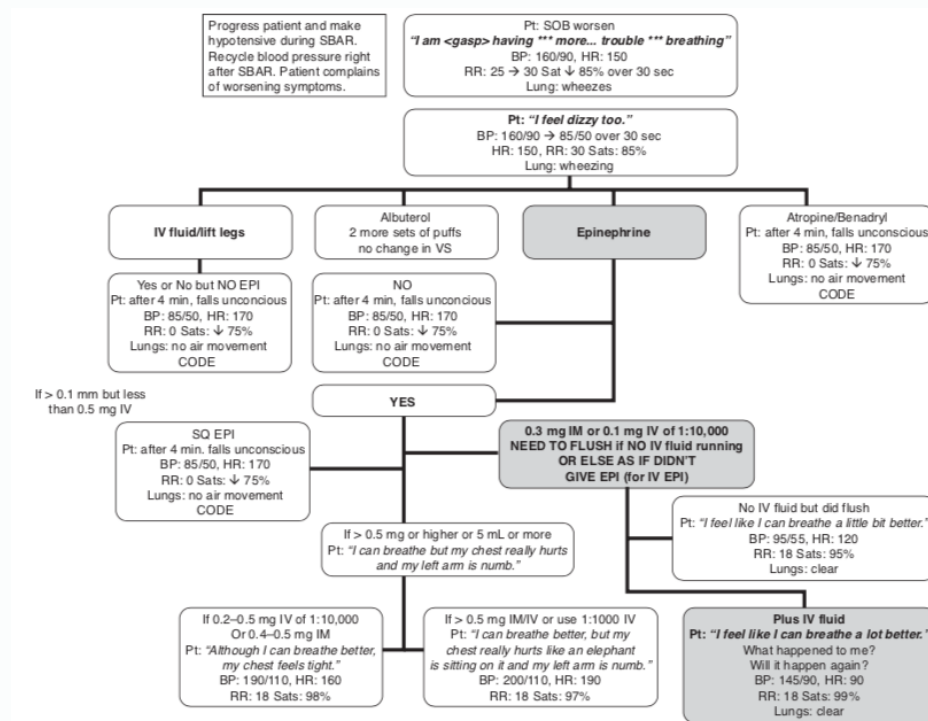 Progress patient and make
hypotensive during SBAR.
Recycle blood pressure right
after SBAR. Patient complains
of worsening symptoms.
Pt: SOB worsen
"I am <gasp> having *** more... trouble *** breathing"
BP: 160/90, HR: 150
RR: 25 → 30 Sat ↓ 85% over 30 sec
Lung: wheezes
Pt: "I feel dizzy too."
BP: 160/90 → 85/50 over 30 sec
HR: 150, RR: 30 Sats: 85%
Lung: wheezing
IV fluid/lift legs
Albuterol
2 more sets of puffs
no change in VS
Epinephrine
Atropine/Benadryl
Pt: after 4 min, falls unconscious
BP: 85/50, HR: 170
RR: 0 Sats: ↓ 75%
Lungs: no air movement
CODE
Yes or No but NO EPI
Pt: after 4 min, falls unconcious
BP: 85/50, HR: 170
RR: 0 Sats: ↓ 75%
Lungs: no air movement
CODE
NO
Pt: after 4 min, falls unconscious
BP: 85/50, HR: 170
RR: 0 Sats: ↓ 75%
Lungs: no air movement
CODE
If > 0.1 mm but less
than 0.5 mg IV
YES
SQ EPI
Pt: after 4 min. falls unconscious
BP: 85/50, HR: 170
RR: 0 Sats: ↓ 75%
Lungs: no air movement
CODE
0.3 mg IM or 0.1 mg IV of 1:10,000
NEED TO FLUSH if NO IV fluid running
OR ELSE AS IF DIDN'T
GIVE EPI (for IV EPI)
No IV fluid but did flush
Pt: "I feel like I can breathe a little bit better."
BP: 95/55, HR: 120
RR: 18 Sats: 95%
Lungs: clear
If > 0.5 mg or higher or 5 mL or more
Pt: "I can breathe but my chest really hurts
and my left arm is numb."
If 0.2–0.5 mg IV of 1:10,000
Or 0.4–0.5 mg IM
Pt: "Although I can breathe better,
my chest feels tight."
BP: 190/110, HR: 160
RR: 18 Sats: 98%
If > 0.5 mg IM/IV or use 1:1000 IV
Pt: "I can breathe better, but my
chest really hurts like an elephant
is sitting on it and my left arm is numb."
BP: 200/110, HR: 190
RR: 18 Sats: 97%
Plus IV fluid
Pt: "I feel like I can breathe a lot better."
What happened to me?
Will it happen again?
BP: 145/90, HR: 90
RR: 18 Sats: 99%
Lungs: clear